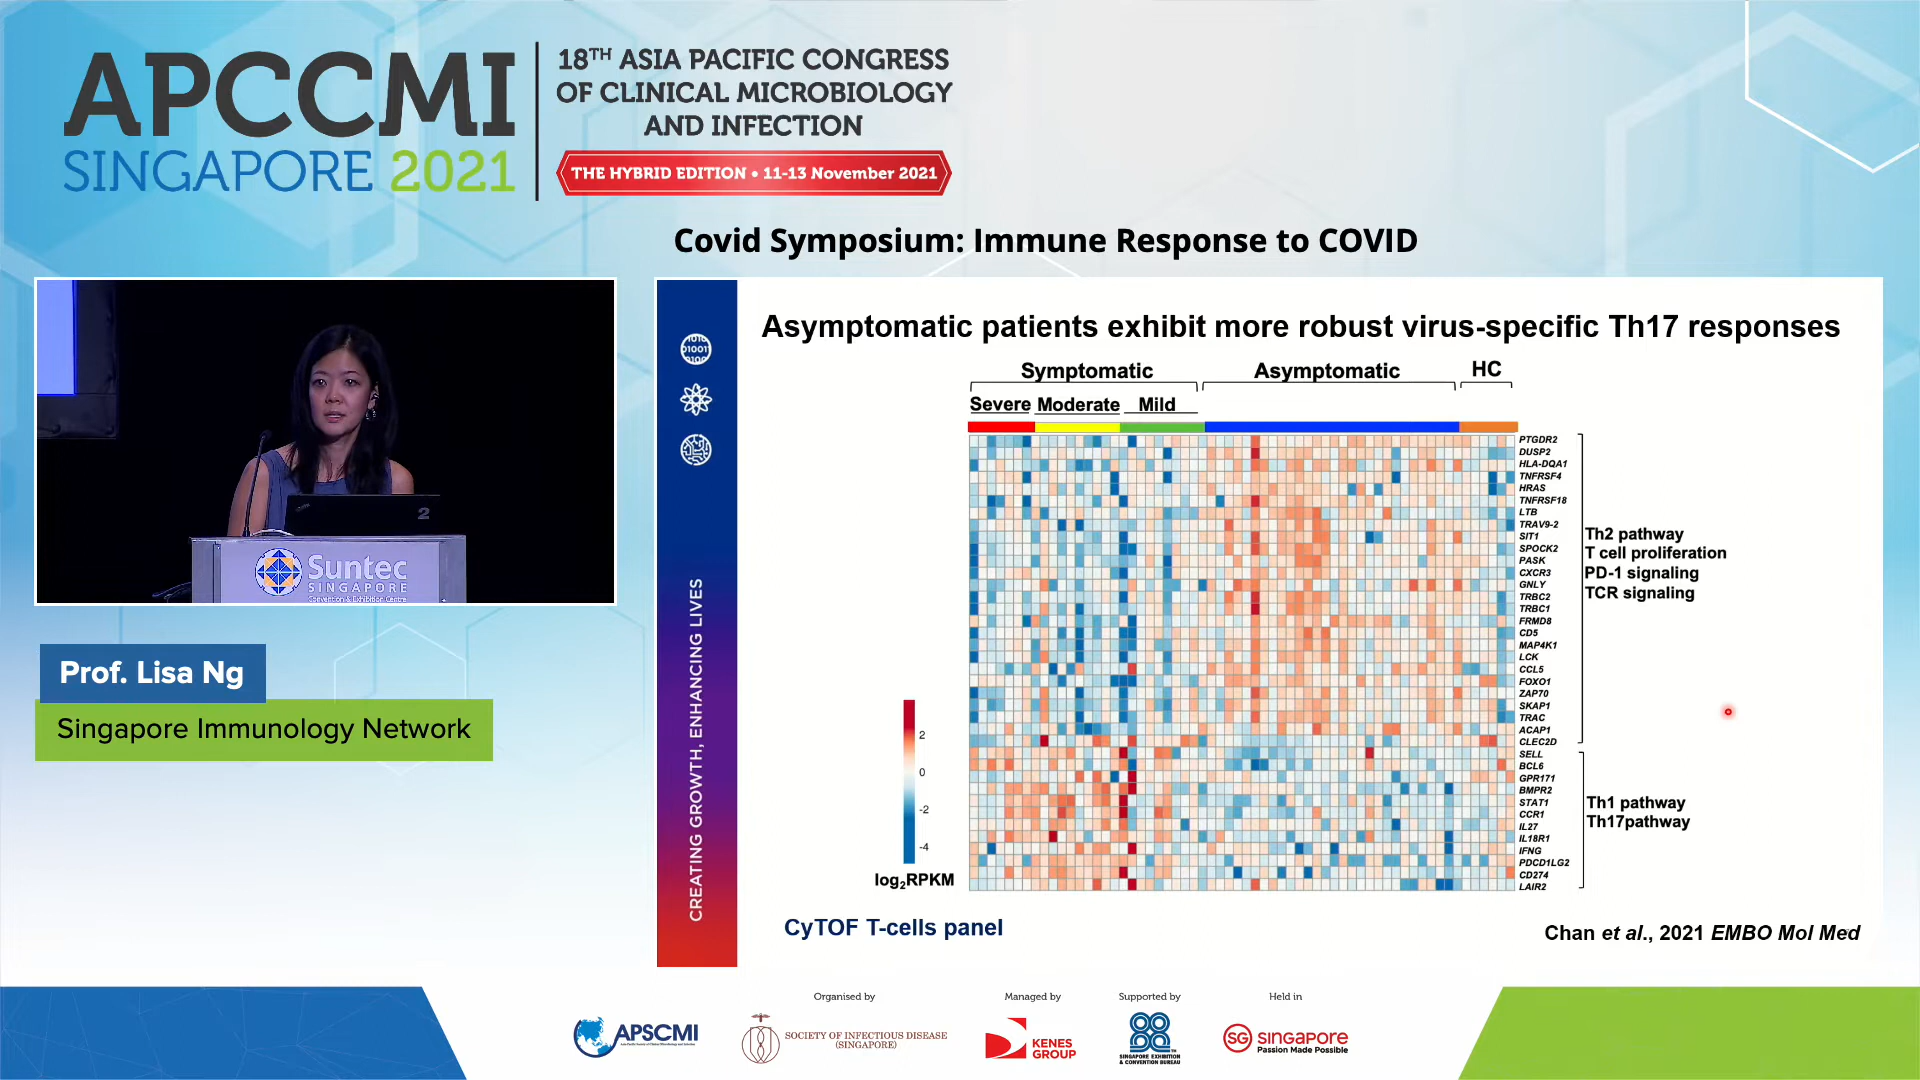 APCCMI
SINGAPORE 2021
18TH ASIA PACIFIC CONGRESS
OF CLINICAL MICROBIOLOGY
AND INFECTION
THE HYBRID EDITION • 11-13 November 2021
Covid Symposium: Immune Response to COVID
2
Suntec
SINGAPORE
Convention & Exhibition Centre
Prof. Lisa Ng
Singapore Immunology Network
CREATING GROWTH, ENHANCING LIVES
Asymptomatic patients exhibit more robust virus-specific Th17 responses
Symptomatic
Asymptomatic
HC
Severe
Moderate
Mild
PTGDR2
DUSP2
HLA-DQA1
TNFRSF4
HRAS
TNFRSF18
LTB
TRAV9-2
SIT1
SPOCK2
PASK
CXCR3
GNLY
TRBC2
TRBC1
FRMD8
CD5
MAP4K1
LCK
CCL5
FOXO1
ZAP70
SKAP1
TRAC
ACAP1
CLEC2D
SELL
BCL6
GPR171
BMPR2
STAT1
CCR1
IL27
IL18R1
IFNG
PDCD1LG2
CD274
LAIR2
Th2 pathway
T cell proliferation
PD-1 signaling
TCR signaling
Th1 pathway
Th17pathway
2
0
-2
-4
log2RPKM
CyTOF T-cells panel
Chan et al., 2021 EMBO Mol Med
Organised by
Managed by
Supported by
Held in
APSCMI
SOCIETY OF INFECTIOUS DISEASE
(SINGAPORE)
KENES
GROUP
SINGAPORE EXHIBITION
& CONVENTION BUREAU
SG SINGAPORE
Passion Made Possible